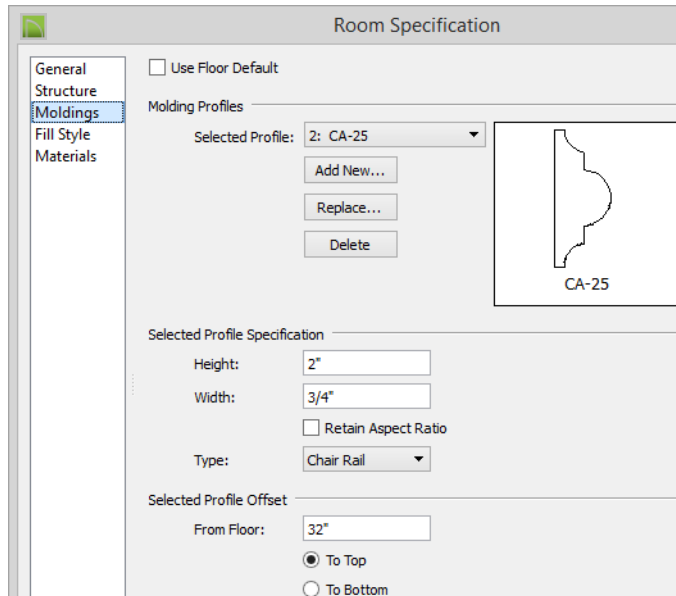 Room Specification
General
Structure
Moldings
Fill Style
Materials
Use Floor Default
Molding Profiles
Selected Profile: 2: CA-25
Add New...
Replace...
Delete
CA-25
Selected Profile Specification
Height: 2"
Width: 3/4"
Retain Aspect Ratio
Type: Chair Rail
Selected Profile Offset
From Floor: 32"
To Top
To Bottom